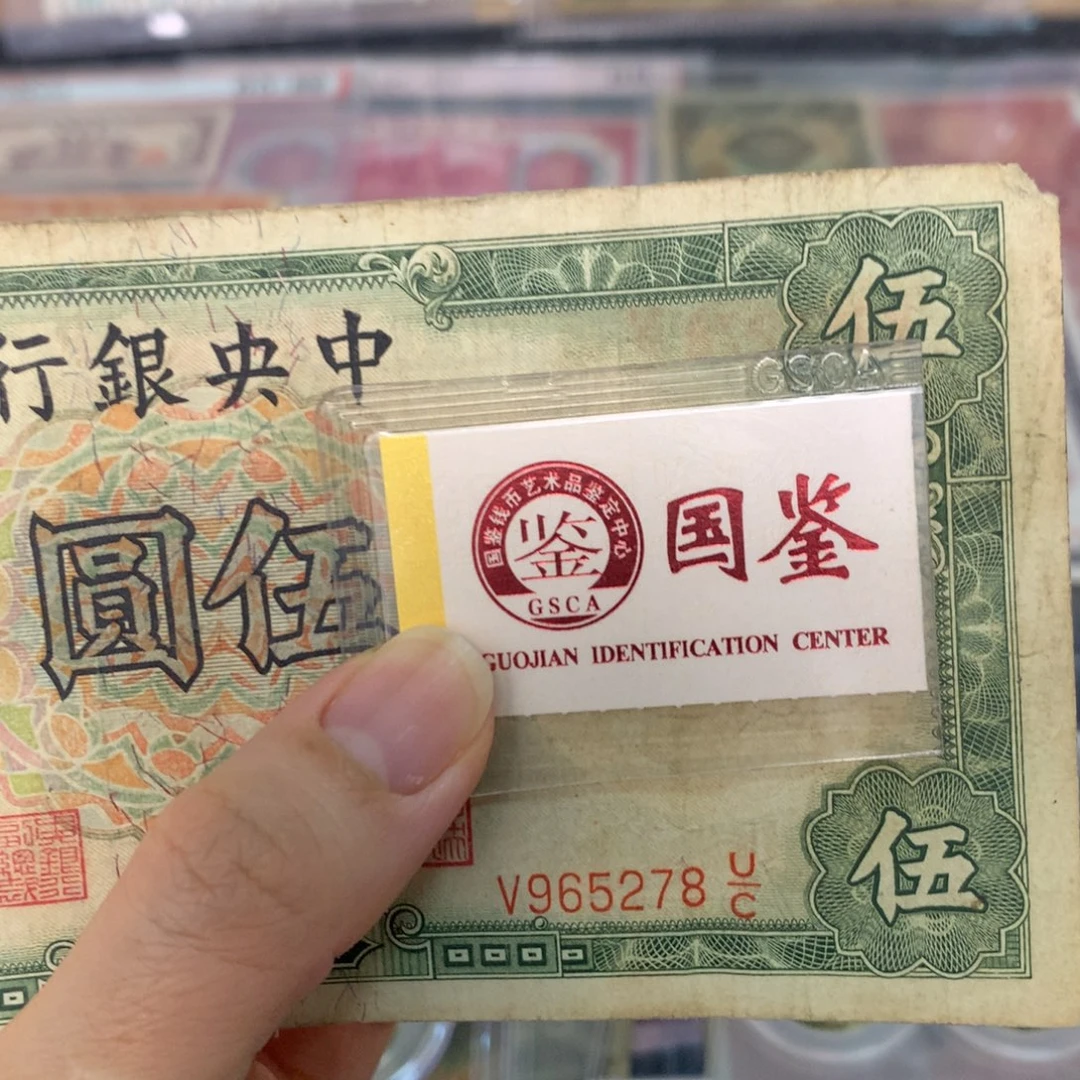 伍
行銀央中
GSCA
國圓伍
国鉴钱币艺术品鉴定中心
鉴
GSCA
国鉴
GUOJIAN IDENTIFICATION CENTER
V965278 U/C
伍